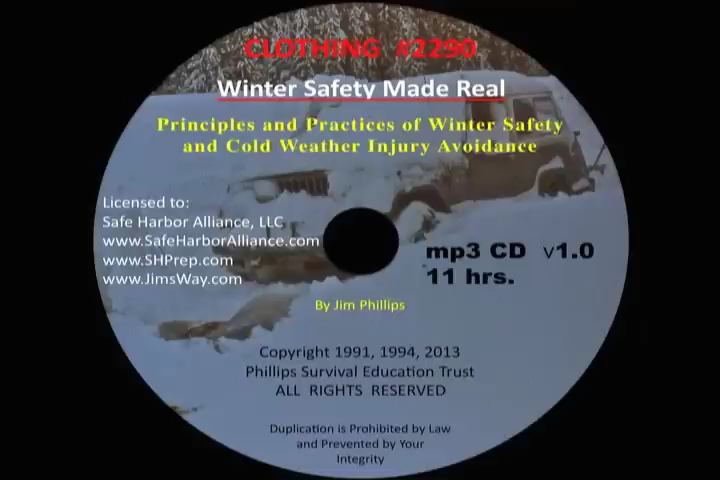 CLOTHING #2290
Winter Safety Made Real
Principles and Practices of Winter Safety
and Cold Weather Injury Avoidance
Licensed to:
Safe Harbor Alliance, LLC
www.SafeHarborAlliance.com
www.SHPrep.com
www.JimsWay.com
mp3 CD v1.0
11 hrs.
By Jim Phillips
Copyright 1991, 1994, 2013
Phillips Survival Education Trust
ALL RIGHTS RESERVED
Duplication is Prohibited by Law
and Prevented by Your
Integrity